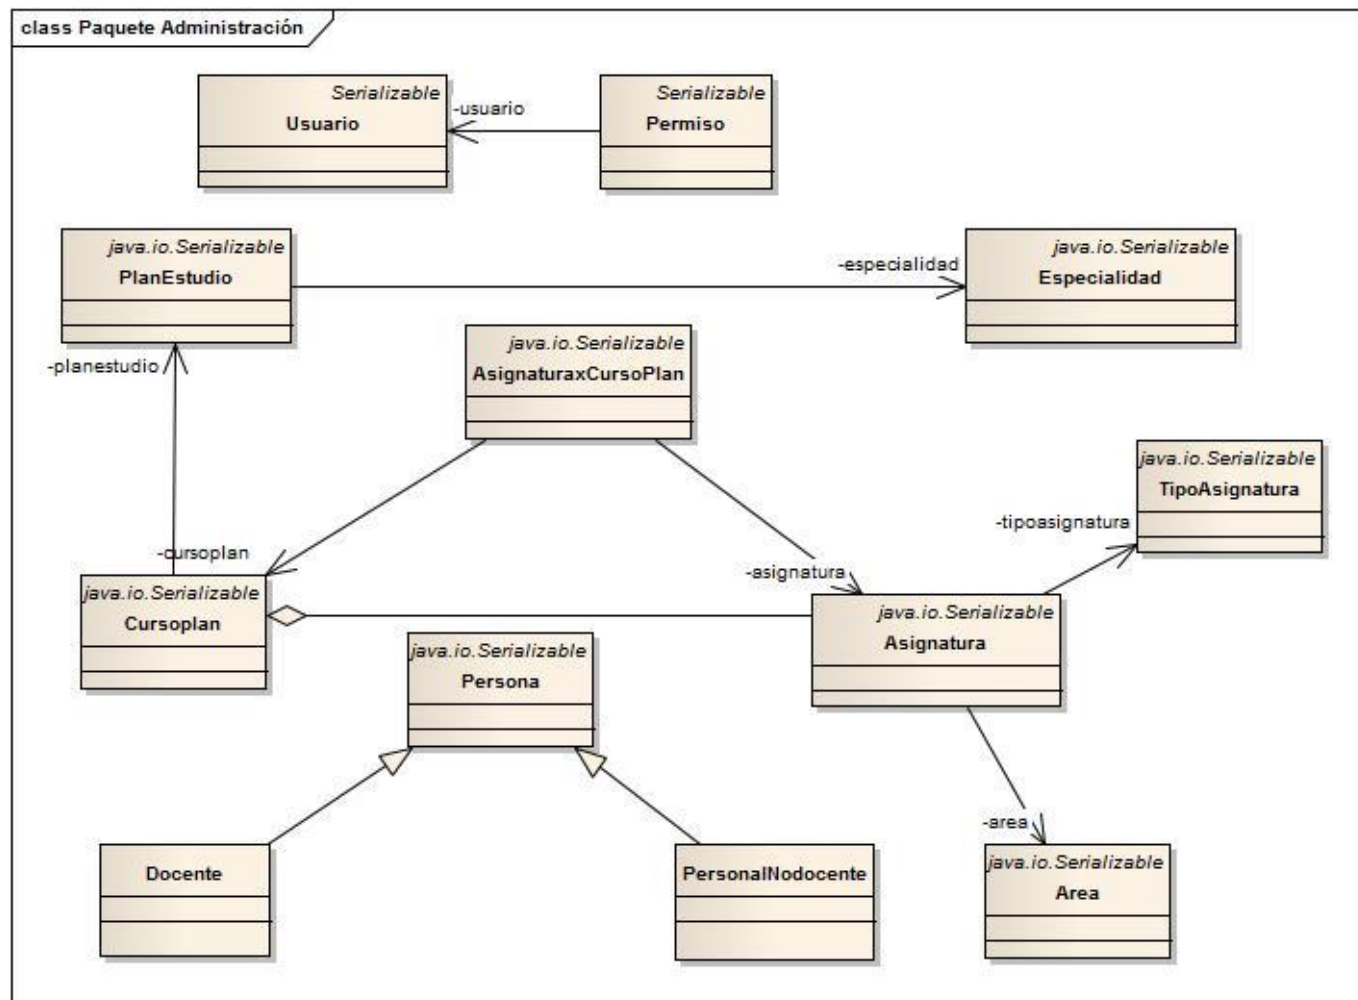 class Paquete Administración
Serializable
Usuario
-usuario
Serializable
Permiso
java.io.Serializable
PlanEstudio
-especialidad
java.io.Serializable
Especialidad
-planestudio
java.io.Serializable
AsignaturaxCursoPlan
java.io.Serializable
TipoAsignatura
-tipoasignatura
-cursoplan
-asignatura
java.io.Serializable
Cursoplan
java.io.Serializable
Asignatura
java.io.Serializable
Persona
-area
Docente
PersonalNodocente
java.io.Serializable
Area